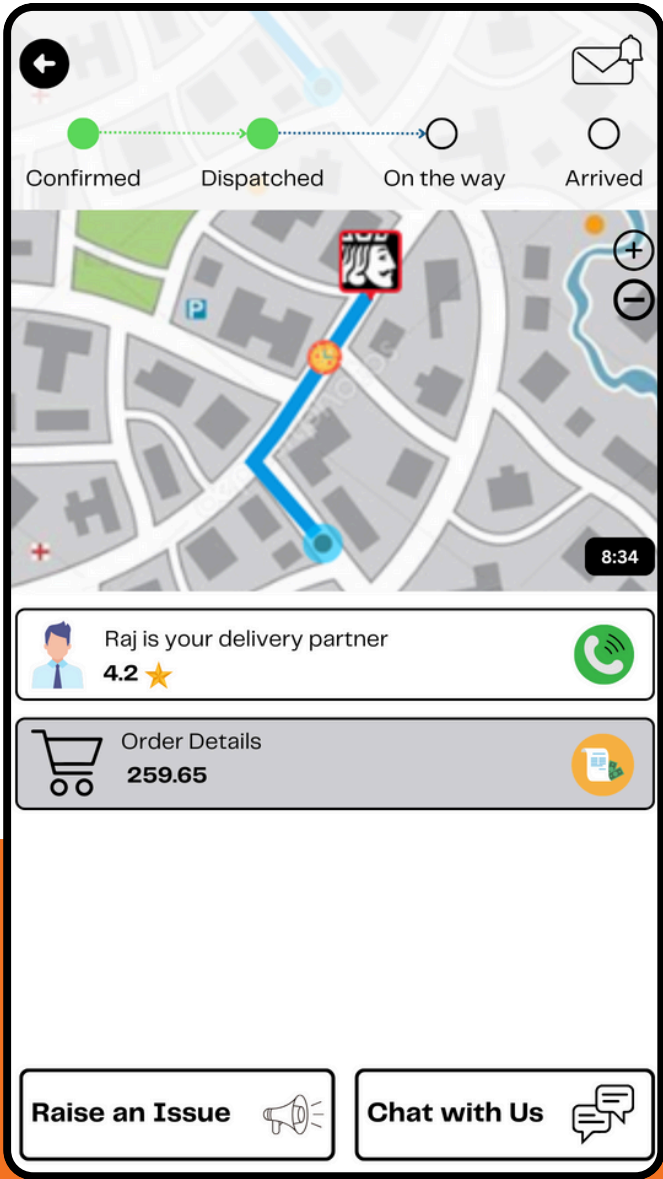 Confirmed
Dispatched
On the way
Arrived
P
8:34
Raj is your delivery partner
4.2
Order Details
259.65
Raise an Issue
Chat with Us